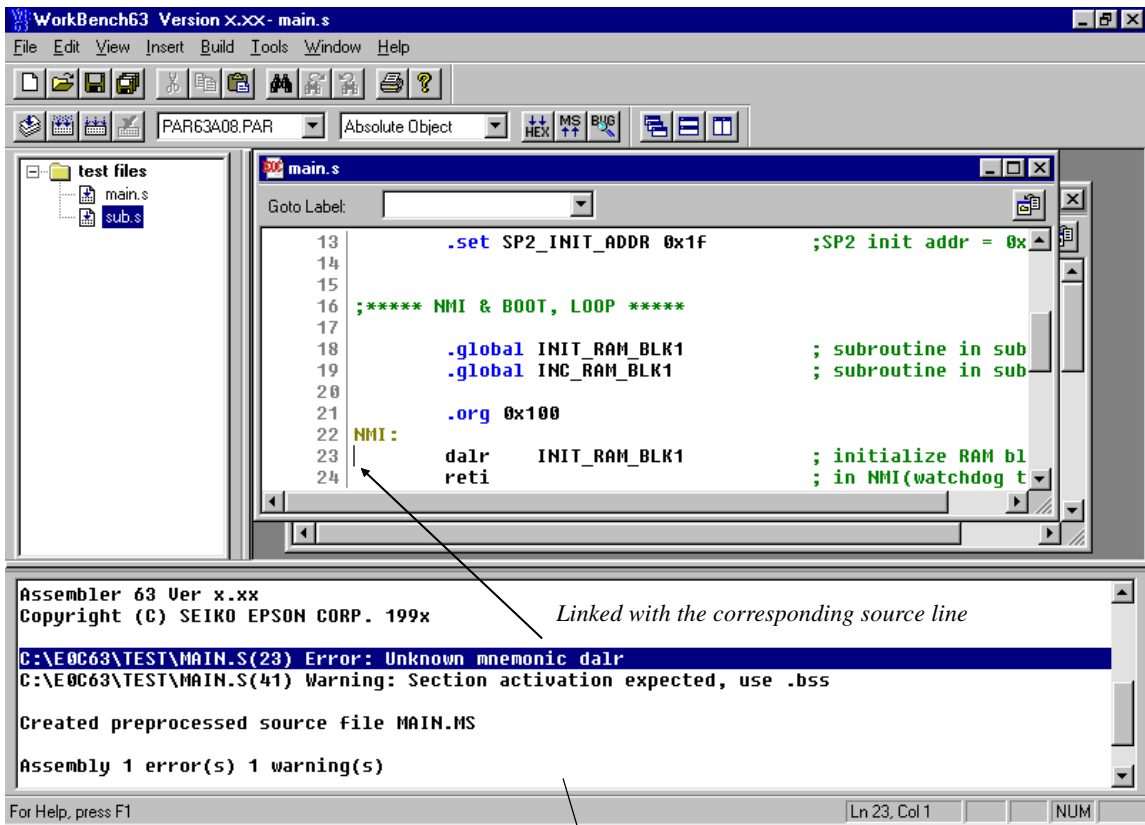 WorkBench63 Version x.xx- main.s
File Edit View Insert Build Tools Window Help
PAR63A08.PAR Absolute Object HEX MS BUG
test files
main.s
sub.s
main.s
Goto Label:
13 .set SP2_INIT_ADDR 0x1f ;SP2 init addr = 0x
14
15
16 ;***** NMI & BOOT, LOOP *****
17
18 .global INIT_RAM_BLK1 ; subroutine in sub
19 .global INC_RAM_BLK1 ; subroutine in sub
20
21 .org 0x100
22 NMI:
23 dalr INIT_RAM_BLK1 ; initialize RAM bl
24 reti ; in NMI(watchdog t
Assembler 63 Ver x.xx
Copyright (C) SEIKO EPSON CORP. 199x
Linked with the corresponding source line
C:\E0C63\TEST\MAIN.S(23) Error: Unknown mnemonic dalr
C:\E0C63\TEST\MAIN.S(41) Warning: Section activation expected, use .bss
Created preprocessed source file MAIN.MS
Assembly 1 error(s) 1 warning(s)
For Help, press F1 Ln 23, Col 1 NUM